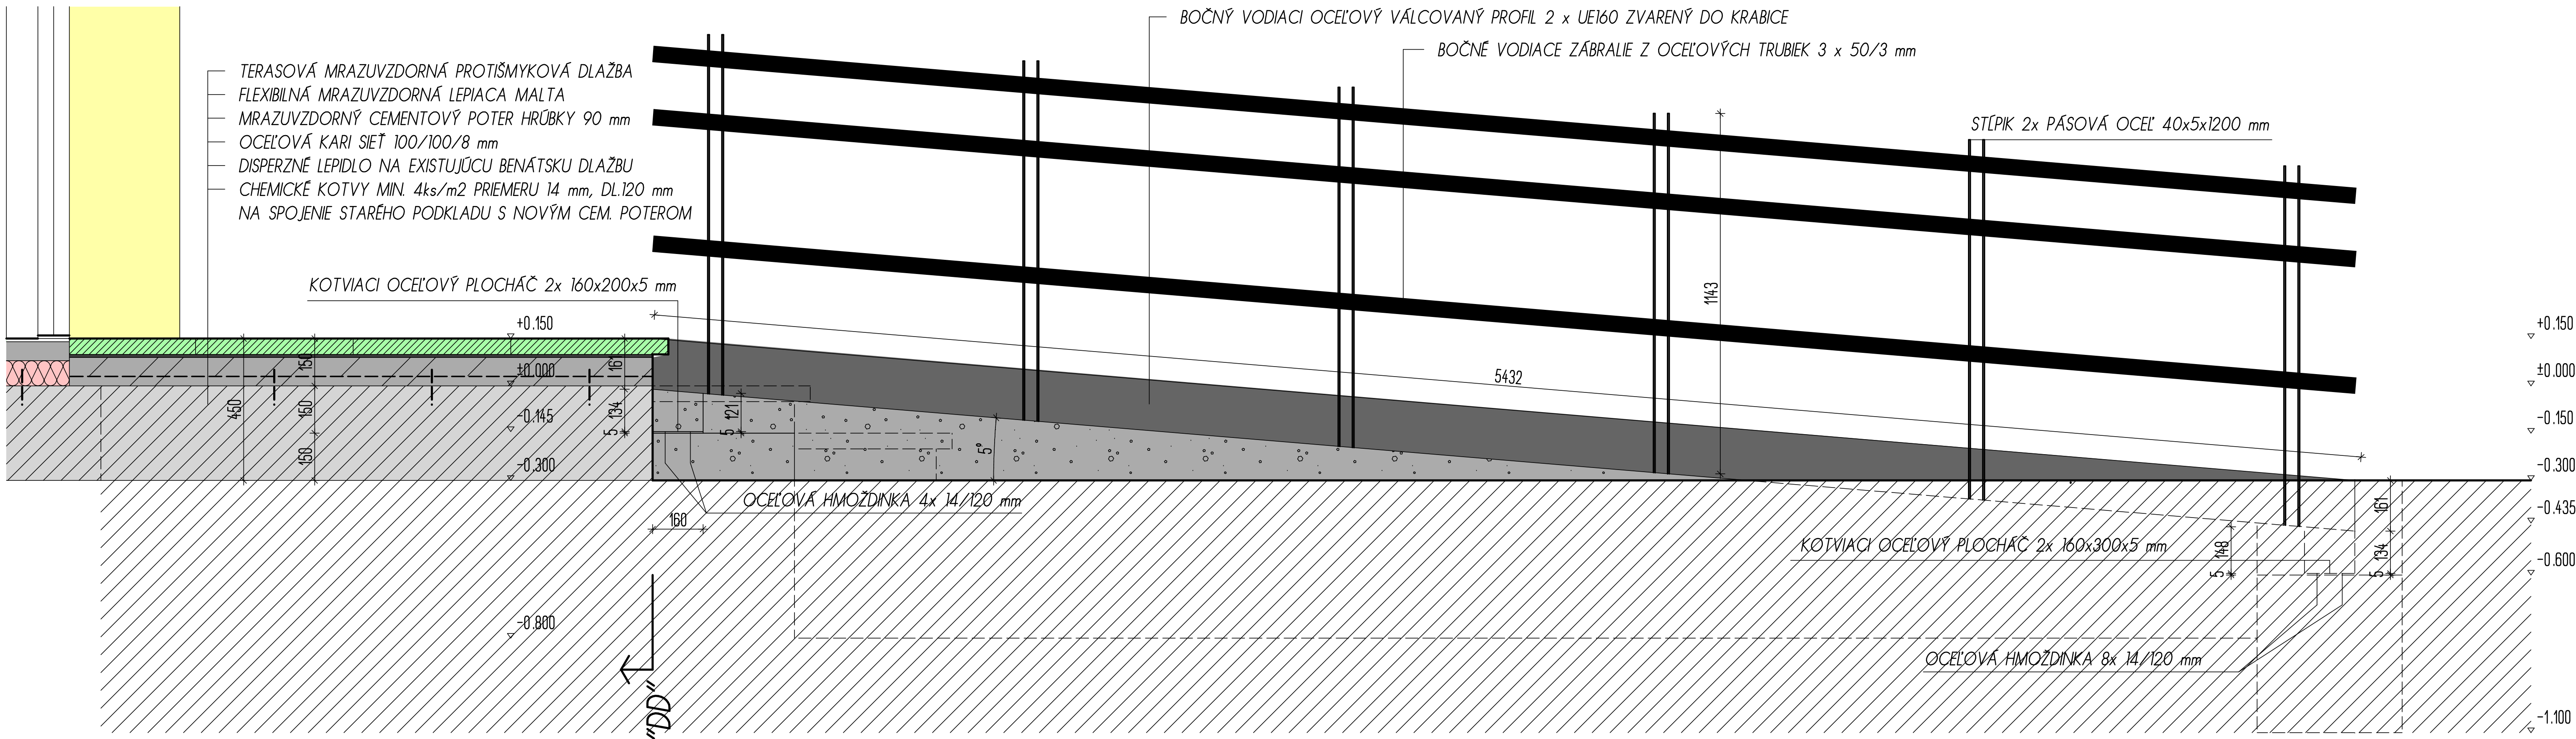 BOČNÝ VODIACI OCEĽOVÝ VÁLCOVANÝ PROFIL 2 x UE160 ZVARENÝ DO KRABICE
BOČNÉ VODIACE ZÁBRALIE Z OCEĽOVÝCH TRUBIEK 3 x 50/3 mm
TERASOVÁ MRAZUVZDORNÁ PROTIŠMYKOVÁ DLAŽBA
FLEXIBILNÁ MRAZUVZDORNÁ LEPIACA MALTA
MRAZUVZDORNÝ CEMENTOVÝ POTER HRÚBKY 90 mm
OCEĽOVÁ KARI SIEŤ 100/100/8 mm
DISPERZNÉ LEPIDLO NA EXISTUJÚCU BENÁTSKU DLAŽBU
CHEMICKÉ KOTVY MIN. 4ks/m2 PRIEMERU 14 mm, DL.120 mm
NA SPOJENIE STARÉHO PODKLADU S NOVÝM CEM. POTEROM
STĹPIK 2x PÁSOVÁ OCEĽ 40x5x1200 mm
KOTVIACI OCEĽOVÝ PLOCHÁČ 2x 160x200x5 mm
1143
5432
5°
+0.150
±0.000
-0.145
-0.300
-0.800
450
150
150
150
161
134
5
121
5
160
OCEĽOVÁ HMOŽDINKA 4x 14/120 mm
KOTVIACI OCEĽOVÝ PLOCHÁČ 2x 160x300x5 mm
148
5
161
134
5
OCEĽOVÁ HMOŽDINKA 8x 14/120 mm
+0.150
±0.000
-0.150
-0.300
-0.435
-0.600
-1.100
"DD"